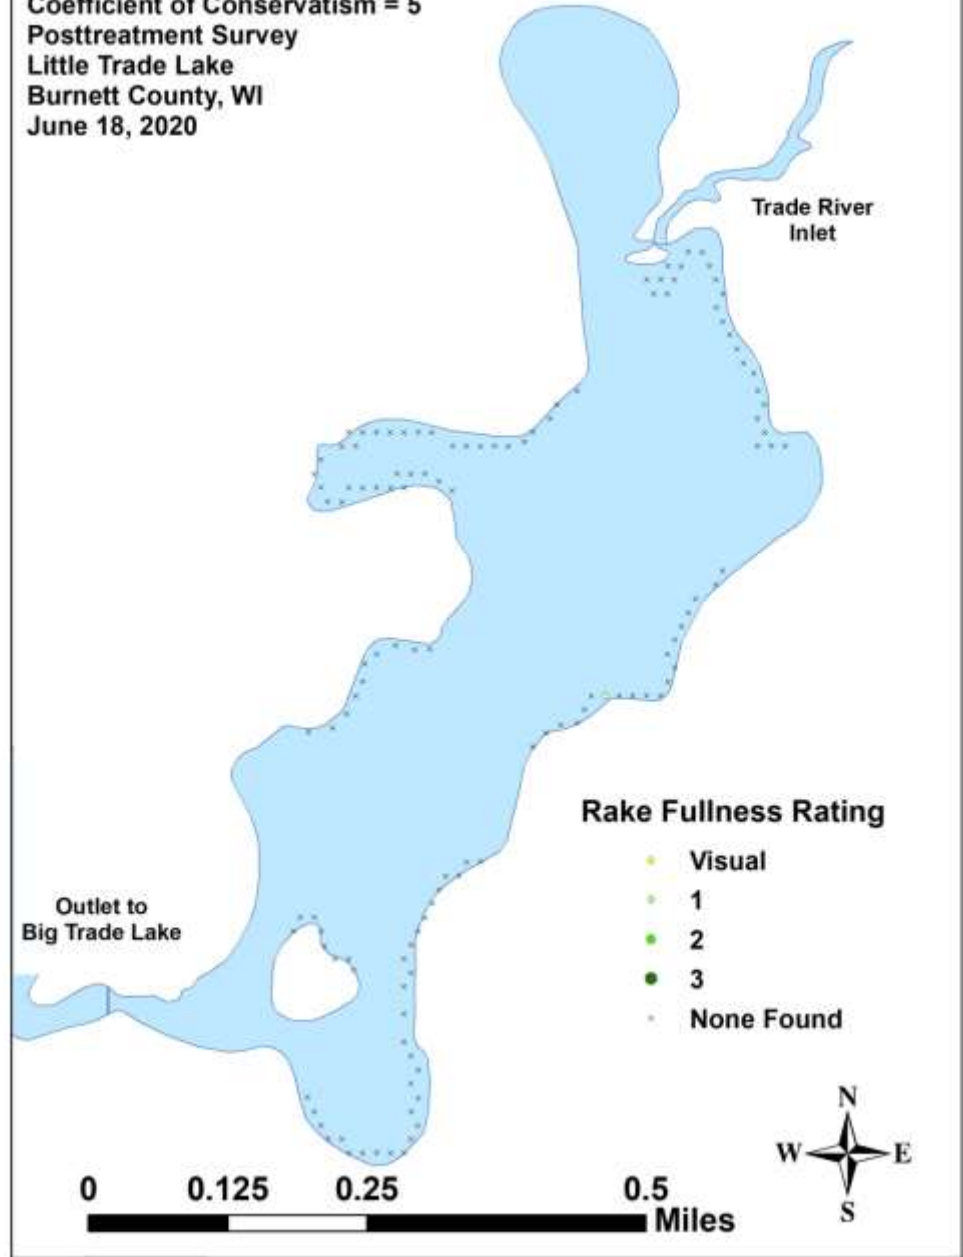 Coefficient of Conservatism = 5
Posttreatment Survey
Little Trade Lake
Burnett County, WI
June 18, 2020
Trade River
Inlet
Rake Fullness Rating
Visual
1
2
3
None Found
Outlet to
Big Trade Lake
N
W E
S
0 0.125 0.25 0.5
Miles